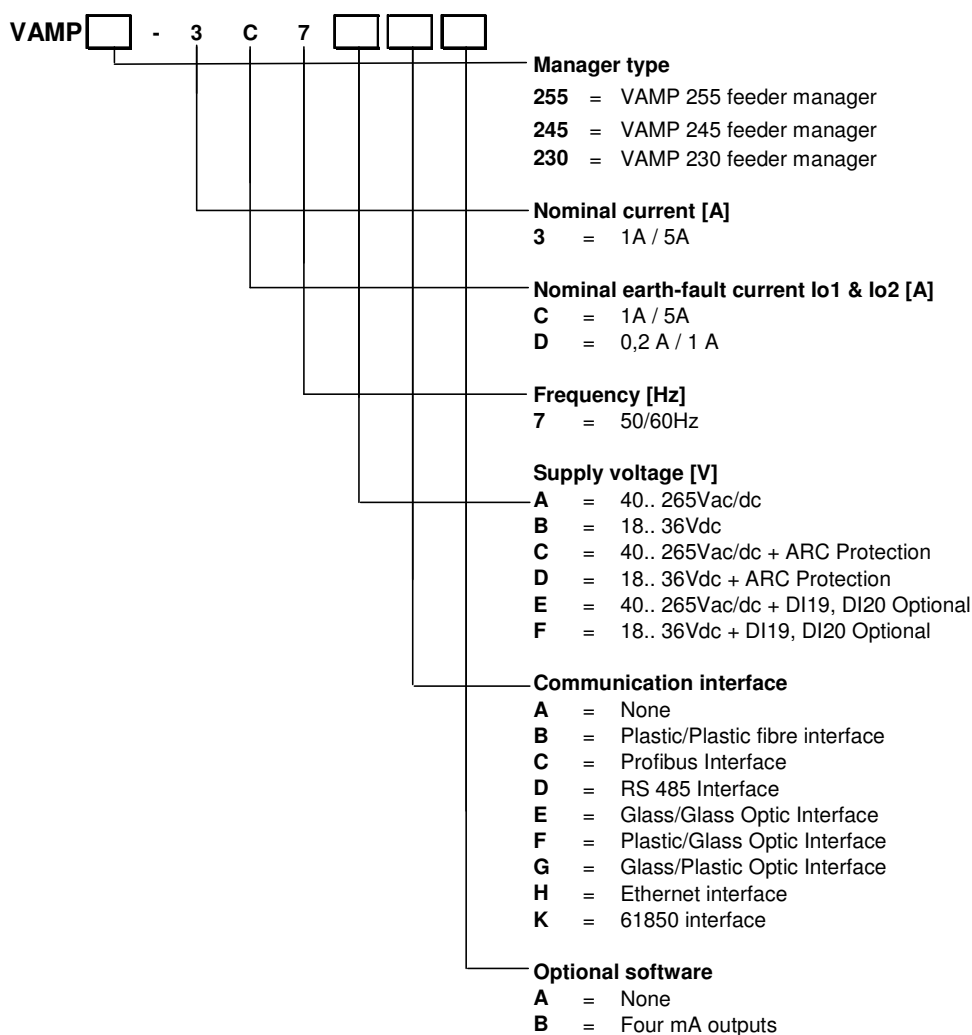 VAMP - 3 C 7
Manager type
255 = VAMP 255 feeder manager
245 = VAMP 245 feeder manager
230 = VAMP 230 feeder manager
Nominal current [A]
3 = 1A / 5A
Nominal earth-fault current Io1 & Io2 [A]
C = 1A / 5A
D = 0,2 A / 1 A
Frequency [Hz]
7 = 50/60Hz
Supply voltage [V]
A = 40.. 265Vac/dc
B = 18.. 36Vdc
C = 40.. 265Vac/dc + ARC Protection
D = 18.. 36Vdc + ARC Protection
E = 40.. 265Vac/dc + DI19, DI20 Optional
F = 18.. 36Vdc + DI19, DI20 Optional
Communication interface
A = None
B = Plastic/Plastic fibre interface
C = Profibus Interface
D = RS 485 Interface
E = Glass/Glass Optic Interface
F = Plastic/Glass Optic Interface
G = Glass/Plastic Optic Interface
H = Ethernet interface
K = 61850 interface
Optional software
A = None
B = Four mA outputs